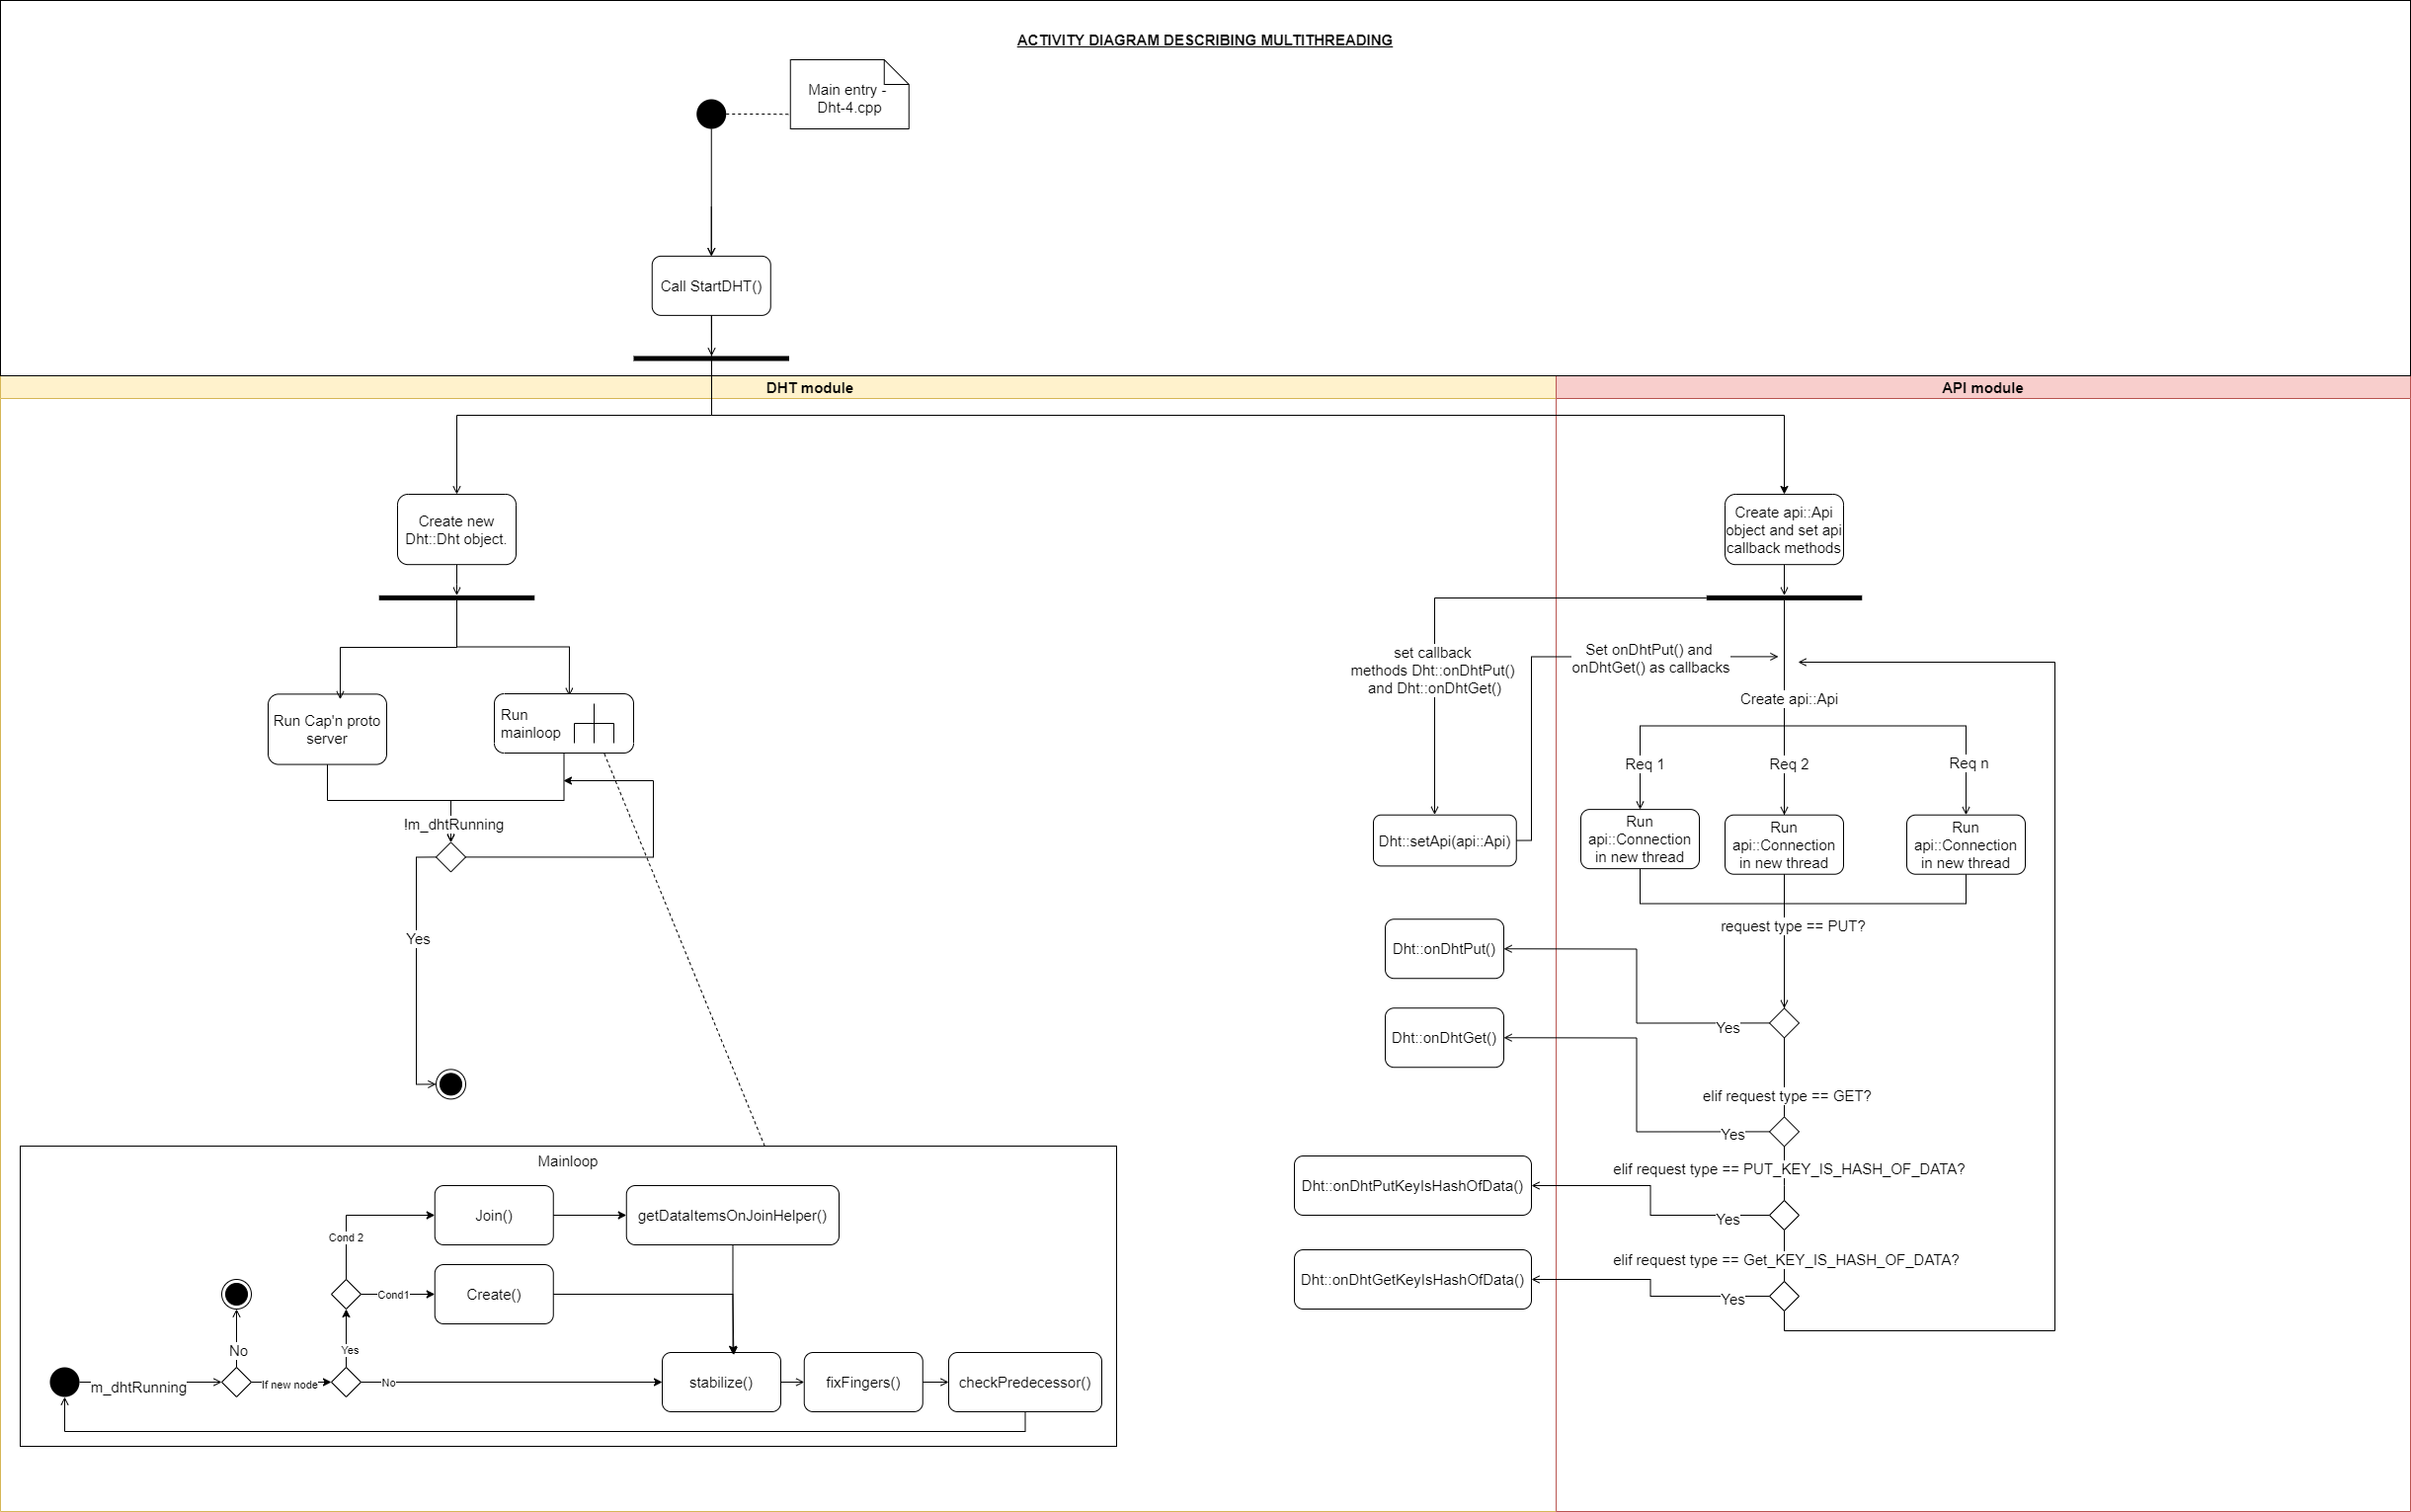 ACTIVITY DIAGRAM DESCRIBING MULTITHREADING
Main entry -
Dht-4.cpp
Call StartDHT()
DHT module
API module
Create new
Dht::Dht object.
Create api::Api
object and set api
callback methods
set callback
methods Dht::onDhtPut()
and Dht::onDhtGet()
Set onDhtPut() and
onDhtGet() as callbacks
Create api::Api
Run Cap'n proto
server
Run
mainloop
Req 1
Req 2
Req n
!m_dhtRunning
Dht::setApi(api::Api)
Run
api::Connection
in new thread
Run
api::Connection
in new thread
Run
api::Connection
in new thread
Yes
request type == PUT?
Dht::onDhtPut()
Yes
Dht::onDhtGet()
elif request type == GET?
Yes
elif request type == PUT_KEY_IS_HASH_OF_DATA?
Dht::onDhtPutKeyIsHashOfData()
Yes
elif request type == Get_KEY_IS_HASH_OF_DATA?
Dht::onDhtGetKeyIsHashOfData()
Yes
Mainloop
Join()
getDataItemsOnJoinHelper()
Cond 2
Cond1
Create()
No
Yes
m_dhtRunning
If new node
No
stabilize()
fixFingers()
checkPredecessor()